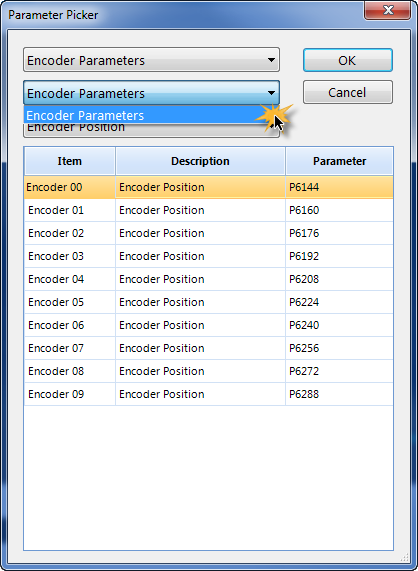 Parameter Picker
Encoder Parameters
OK
Encoder Parameters
Cancel
Encoder Parameters
Encoder Position
Item Description Parameter
Encoder 00 Encoder Position P6144
Encoder 01 Encoder Position P6160
Encoder 02 Encoder Position P6176
Encoder 03 Encoder Position P6192
Encoder 04 Encoder Position P6208
Encoder 05 Encoder Position P6224
Encoder 06 Encoder Position P6240
Encoder 07 Encoder Position P6256
Encoder 08 Encoder Position P6272
Encoder 09 Encoder Position P6288